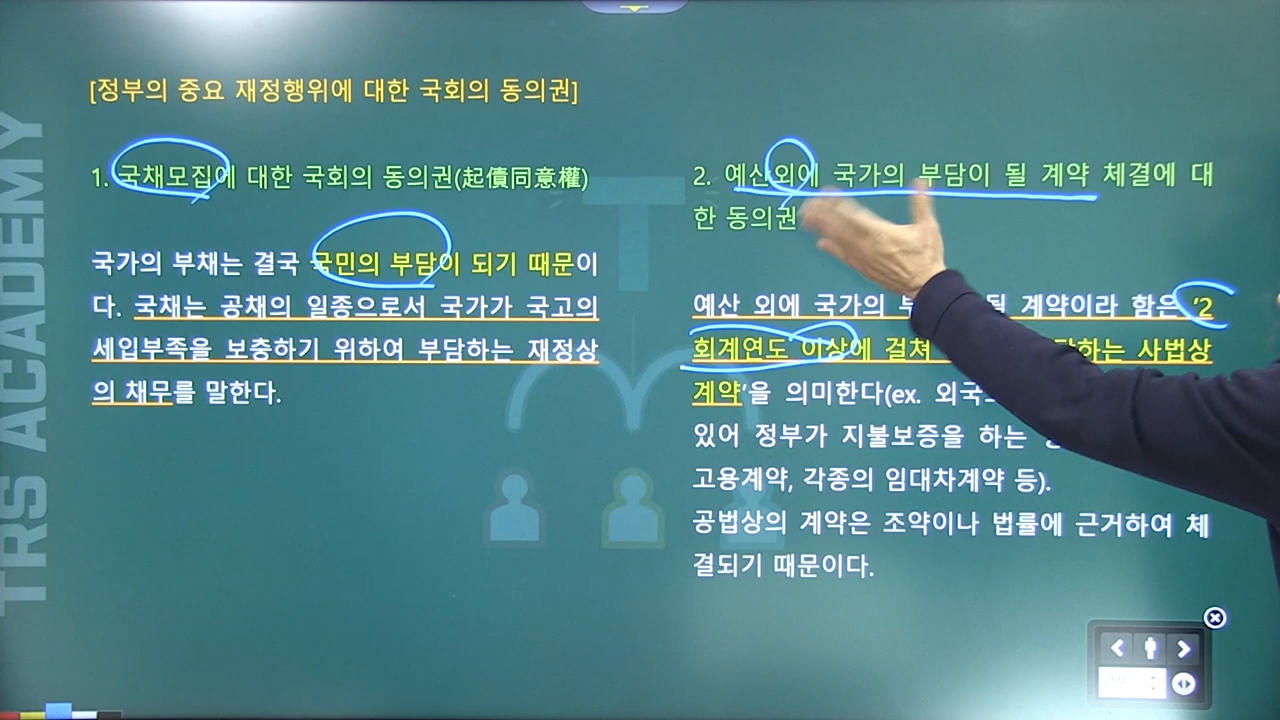 [정부의 중요 재정행위에 대한 국회의 동의권]
1. 국채모집에 대한 국회의 동의권(起債同意權)
국가의 부채는 결국 국민의 부담이 되기 때문이
다. 국채는 공채의 일종으로서 국가가 국고의
세입부족을 보충하기 위하여 부담하는 재정상
의 채무를 말한다.
2. 예산외에 국가의 부담이 될 계약 체결에 대
한 동의권
예산 외에 국가의 될 계약이라 함은 '2
회계연도 이상에 걸쳐 사법상
계약'을 의미한다(ex.
있어 정부가 지불보증을 하는
고용계약, 각종의 임대차계약 등).
공법상의 계약은 조약이나 법률에 근거하여 체
결되기 때문이다.
TRS ACADEMY